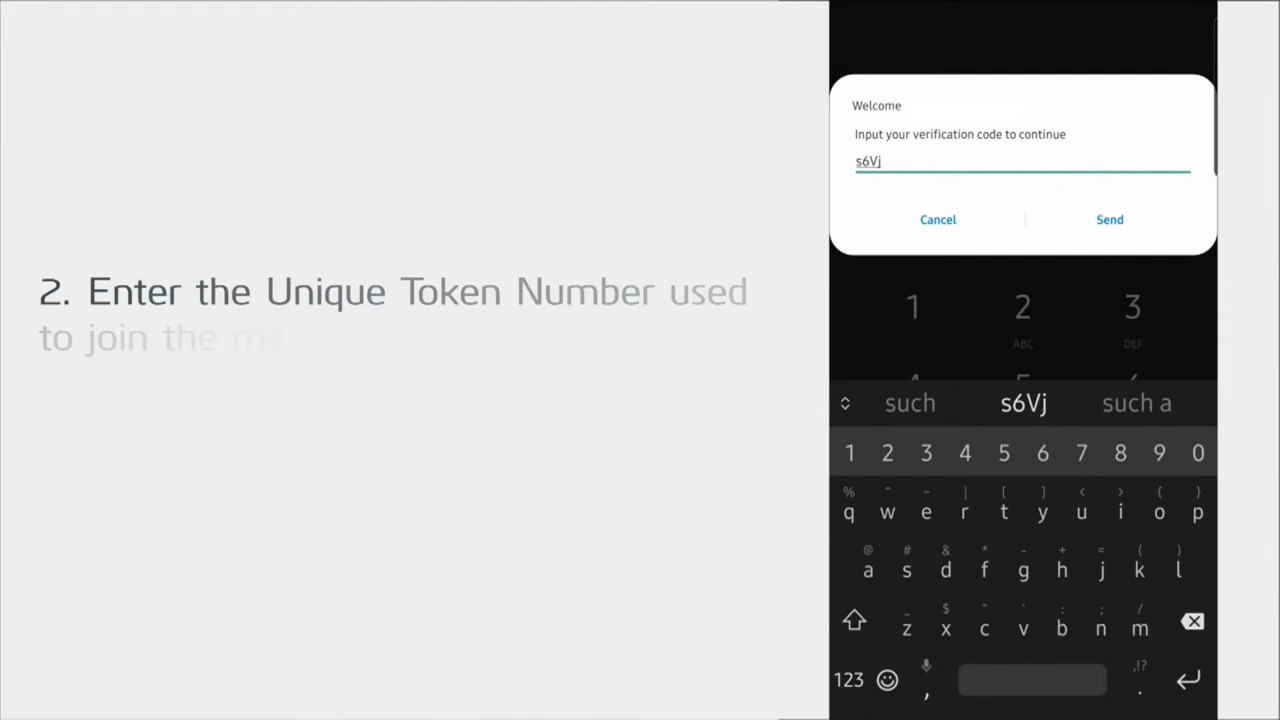 2. Enter the Unique Token Number used
to join the
Welcome
Input your verification code to continue
s6Vj
Cancel
Send
1 2 3
ABC DEF
such s6Vj such a
1 2 3 4 5 6 7 8 9 0
% ^ ~ | [ ] < > { }
q w e r t y u i o p
@ # & * - + = ( )
a s d f g h j k l
_ $ " ' : ; /
z x c v b n m
,!?
123 , .